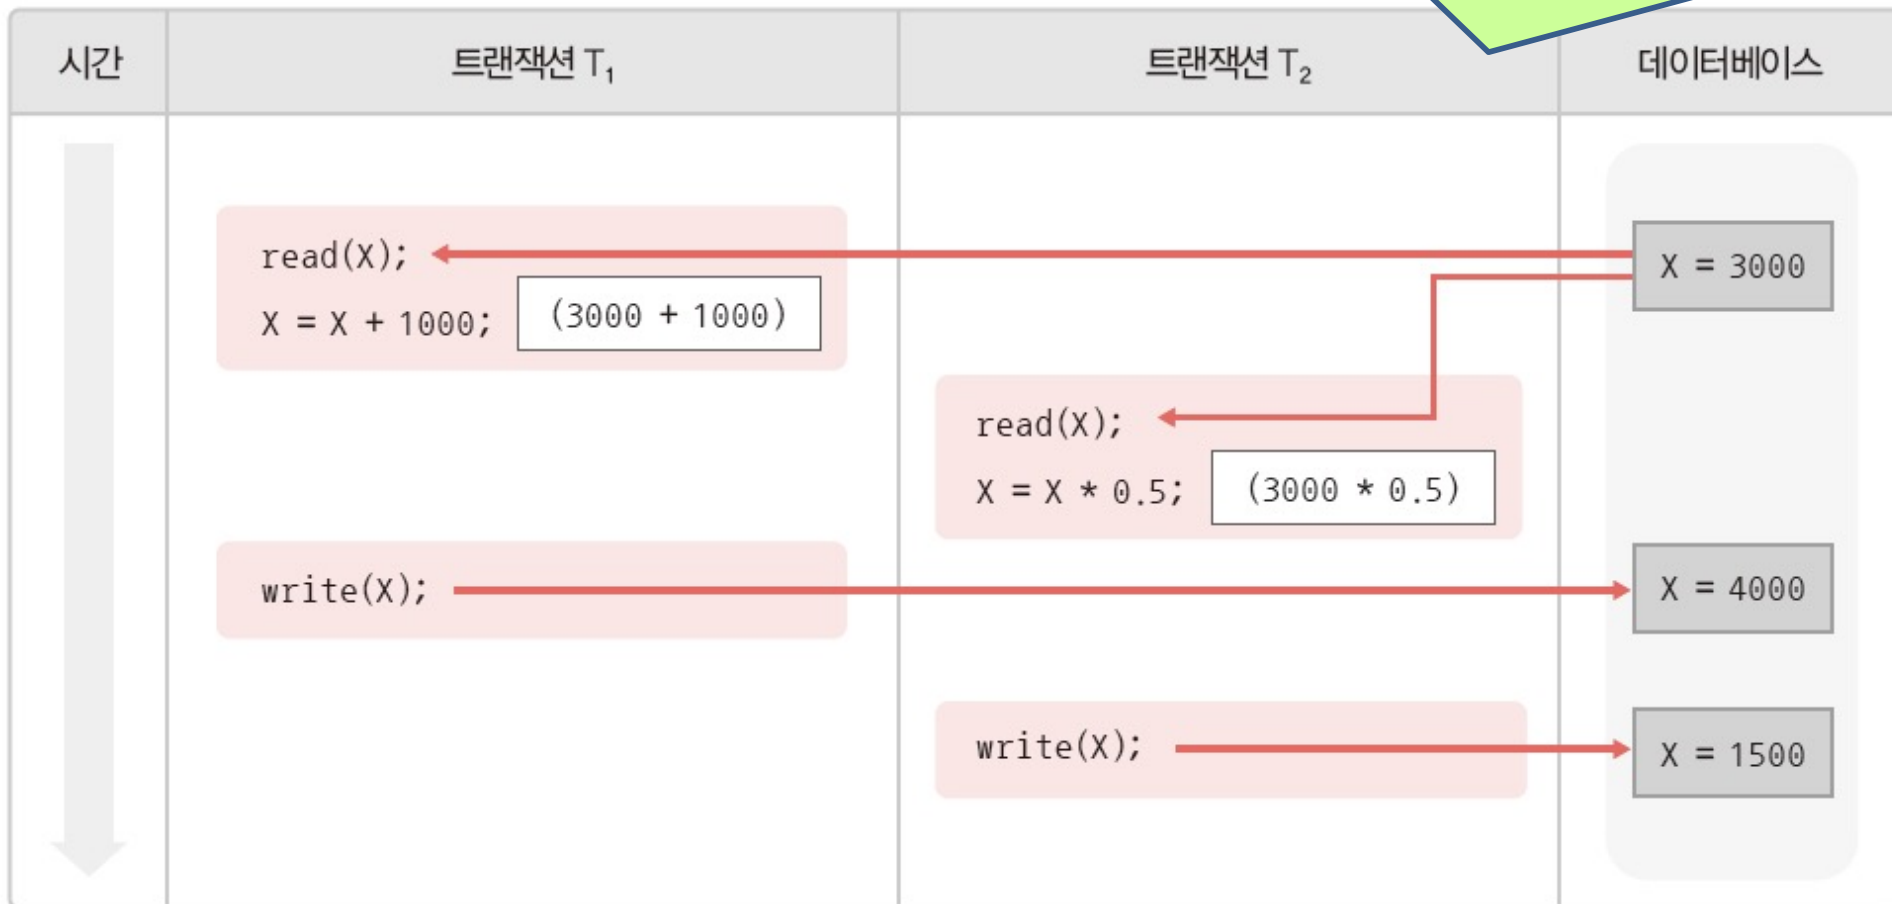 시간
트랜잭션 T₁
트랜잭션 T₂
데이터베이스
read(X);
X = 3000
X = X + 1000;
(3000 + 1000)
read(X);
X = X * 0.5;
(3000 * 0.5)
write(X);
X = 4000
write(X);
X = 1500